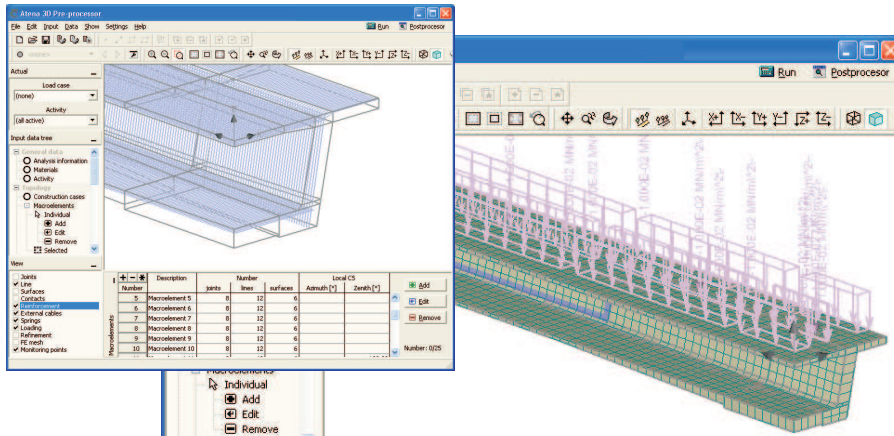 Atena 3D Pre-processor
File Edit Input Data Show Settings Help
Run Postprocesor
Actual
Load case
(none)
Activity
(all active)
Input data tree
General data
Analysis information
Materials
Activity
Topology
Construction cases
Macroelements
Individual
Add
Edit
Remove
Selected
View
Joints
Line
Surfaces
Contacts
Reinforcement
External cables
Springs
Loading
Refinement
FE mesh
Monitoring points
Macroelements
Description Number Local CS
Number joints lines surfaces Azimuth [°] Zenith [°]
5 Macroelement 5 8 12 6
6 Macroelement 6 8 12 6
7 Macroelement 7 8 12 6
8 Macroelement 8 8 12 6
9 Macroelement 9 8 12 6
10 Macroelement 10 8 12 6
Add
Edit
Remove
Number: 0/25
Run Postprocesor
Macroelements
Individual
Add
Edit
Remove